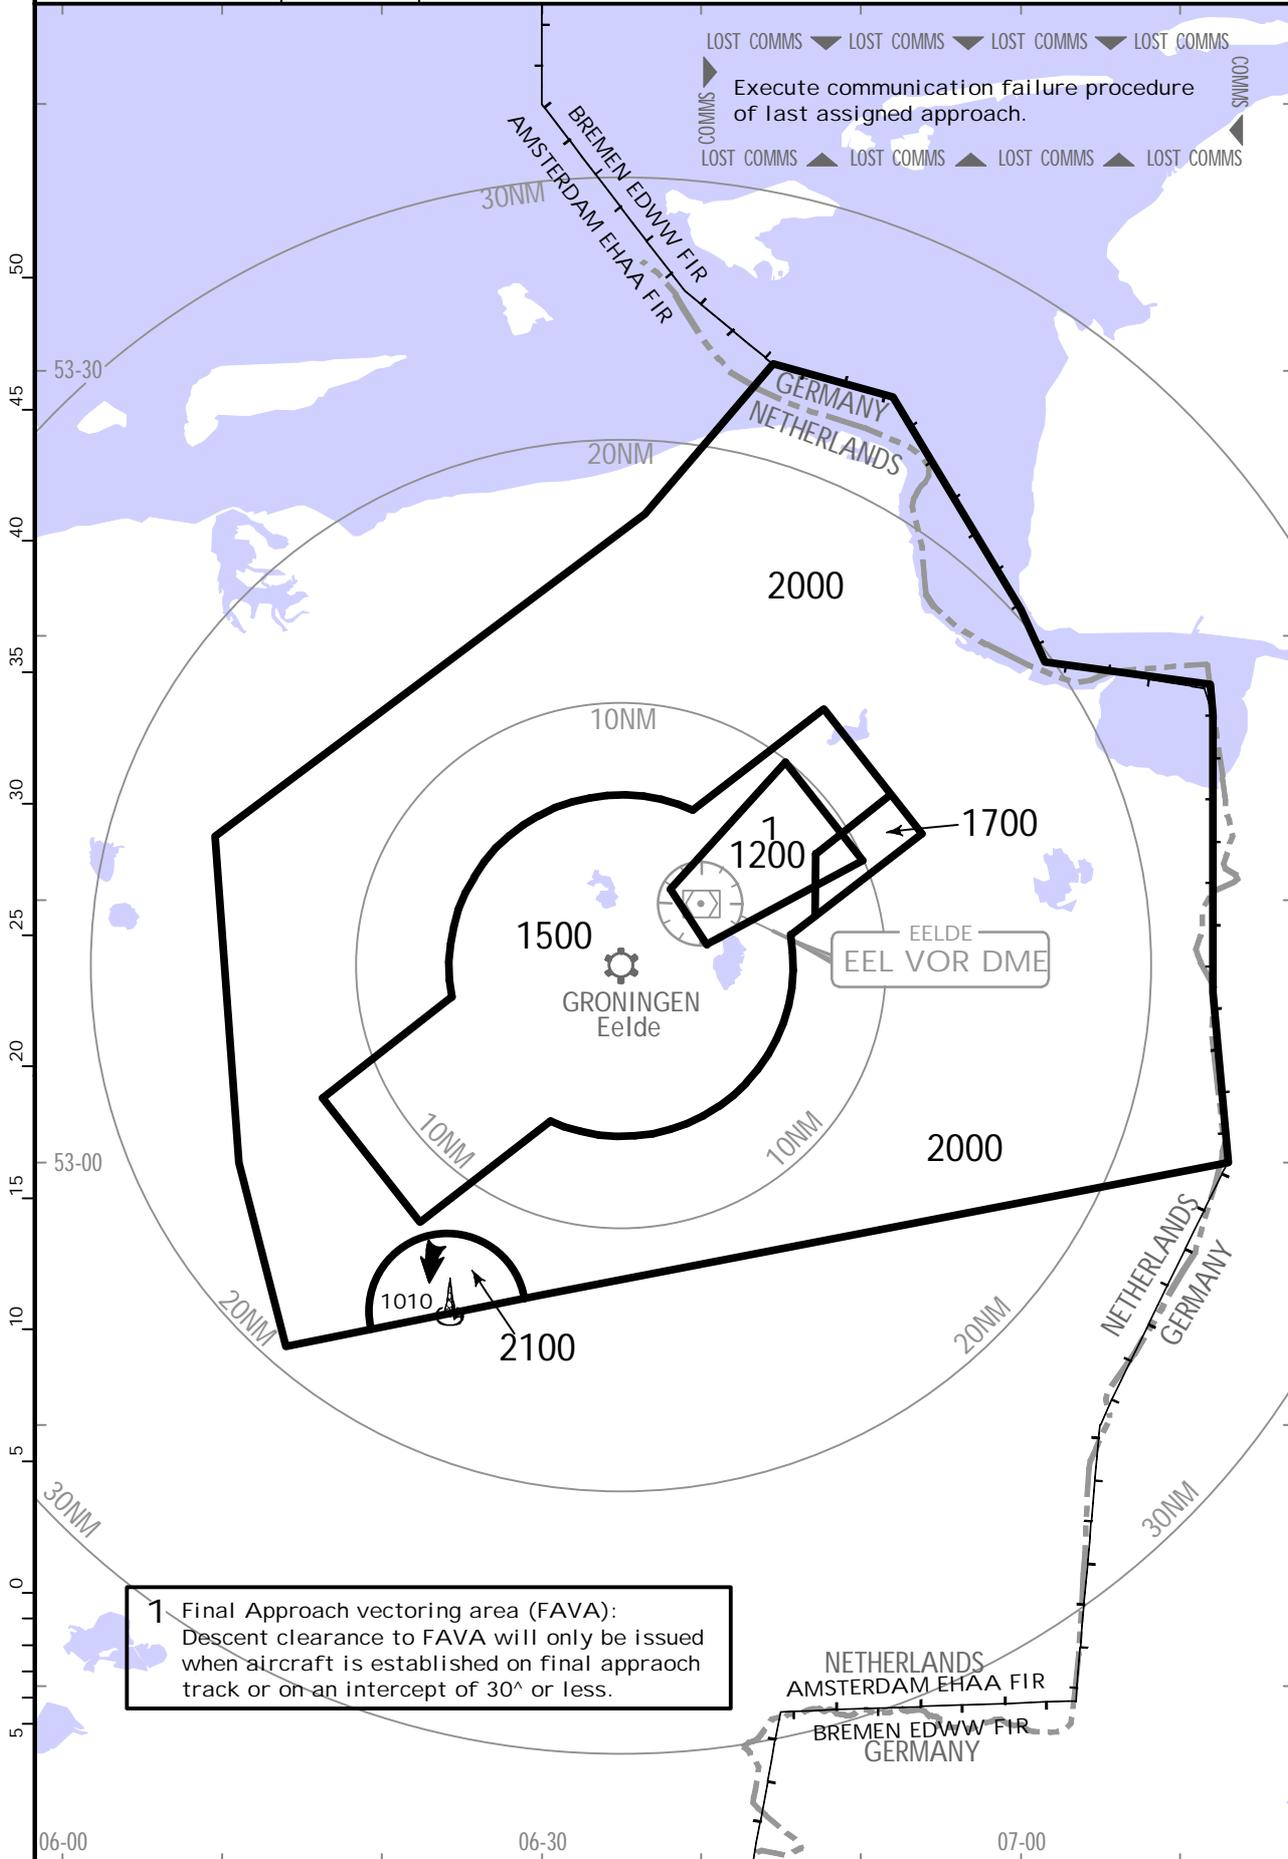 LOST COMMS LOST COMMS LOST COMMS LOST COMMS
COMMS
COMMS
Execute communication failure procedure
of last assigned approach.
LOST COMMS LOST COMMS LOST COMMS LOST COMMS
BREMEN EDWW FIR
AMSTERDAM EHAA FIR
30NM
50
53-30
45
GERMANY
NETHERLANDS
20NM
40
2000
35
10NM
30
1
1200
1700
25
1500
EELDE
EEL VOR DME
GRONINGEN
Eelde
20
10NM
10NM
2000
53-00
15
NETHERLANDS
GERMANY
1010
2100
20NM
20NM
10
5
30NM
30NM
0
1 Final Approach vectoring area (FAVA):
Descent clearance to FAVA will only be issued
when aircraft is established on final appraoch
track or on an intercept of 30^ or less.
NETHERLANDS
AMSTERDAM EHAA FIR
BREMEN EDWW FIR
GERMANY
5
06-00
06-30
07-00